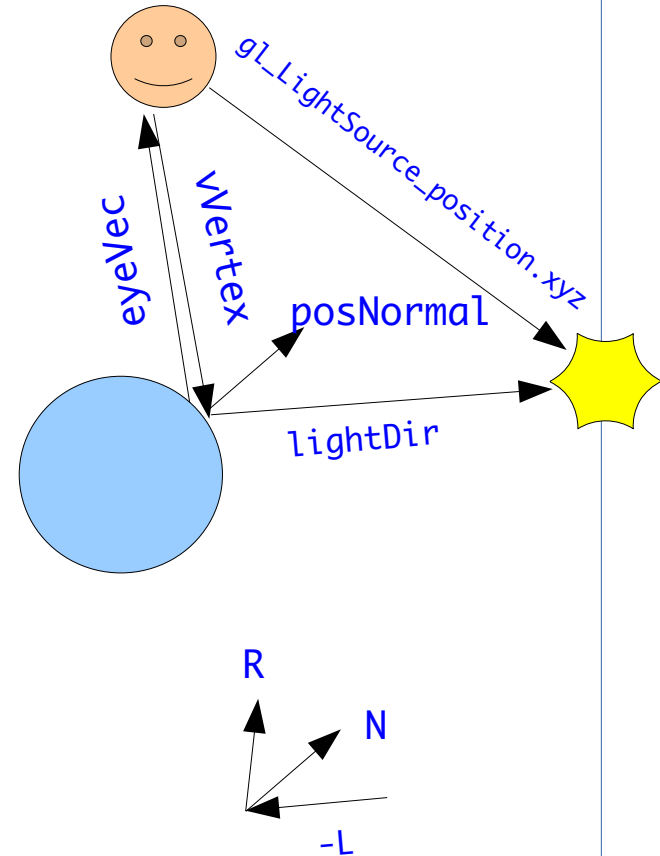 gl_LightSource_position.xyz
eyeVec
vVertex
posNormal
lightDir
R
N
-L